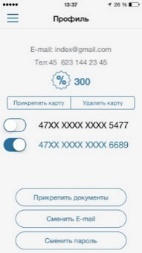 13:37
26 %
Профиль
E-mail: index@gmail.com
Тел:45 623 144 23 45
% 300
Прикрепить карту Удалить карту
47XX XXXX XXXX 5477
47XX XXXX XXXX 6689
Прикрепить документы
Сменить E-mail
Сменить пароль